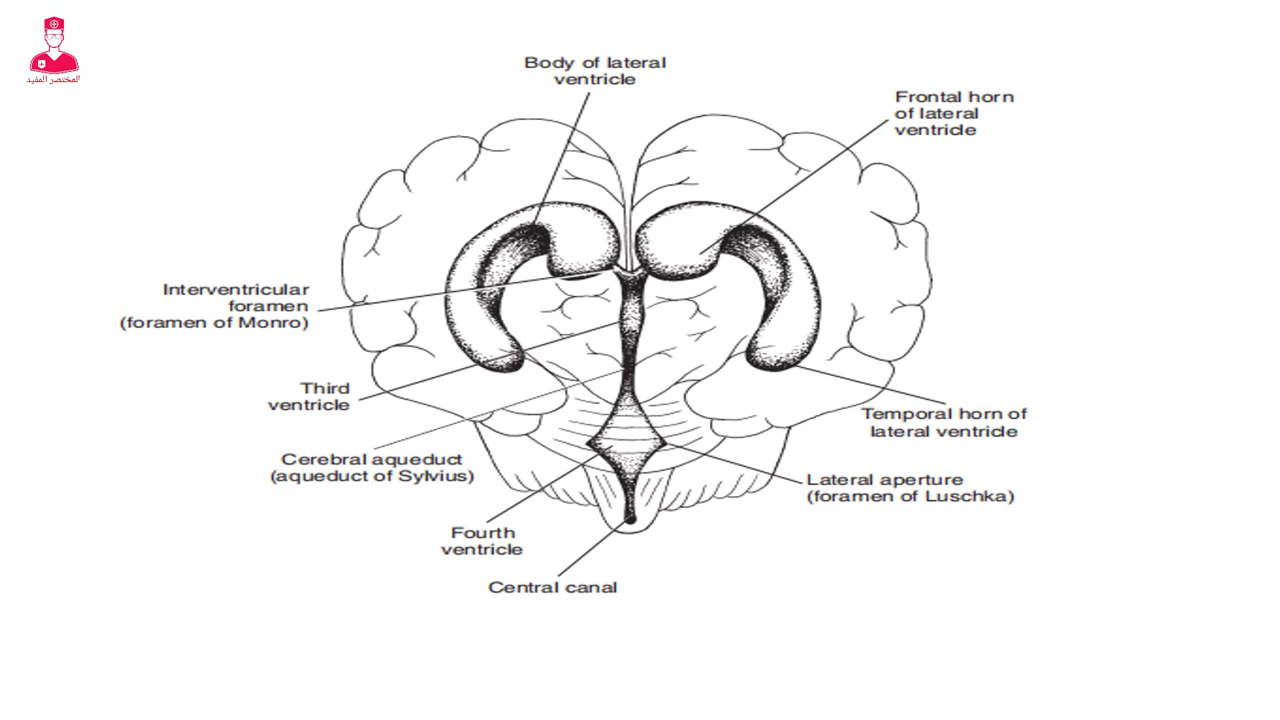 المختصر المفيد
Body of lateral
ventricle
Frontal horn
of lateral
ventricle
Interventricular
foramen
(foramen of Monro)
Third
ventricle
Temporal horn of
lateral ventricle
Cerebral aqueduct
(aqueduct of Sylvius)
Lateral aperture
(foramen of Luschka)
Fourth
ventricle
Central canal